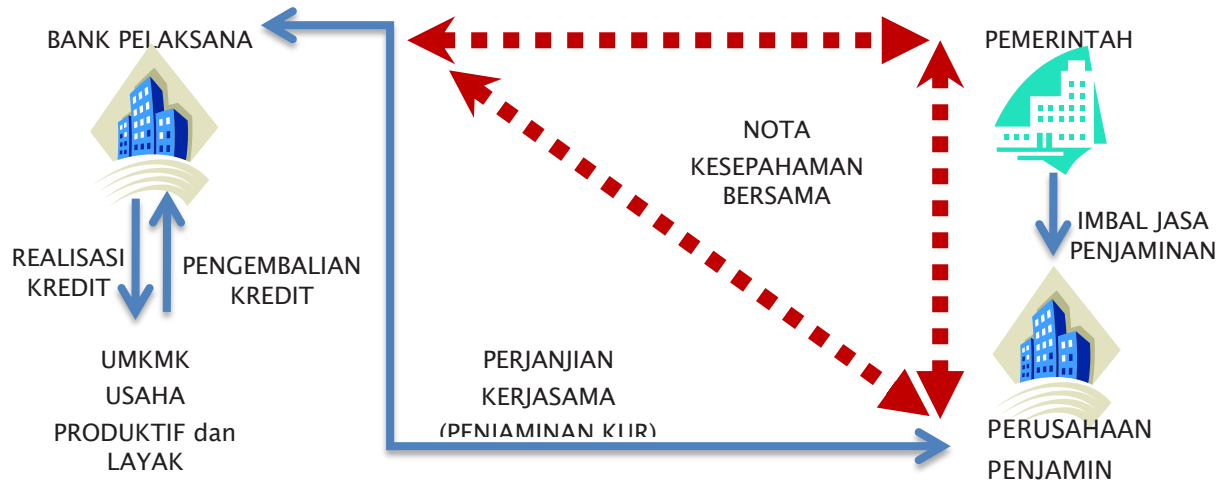 BANK PELAKSANA
PEMERINTAH
NOTA
KESEPAHAMAN
BERSAMA
IMBAL JASA
PENJAMINAN
REALISASI
KREDIT
PENGEMBALIAN
KREDIT
UMKMK
USAHA
PRODUKTIF dan
LAYAK
PERJANJIAN
KERJASAMA
(PENJAMINAN KUR)
PERUSAHAAN
PENJAMIN